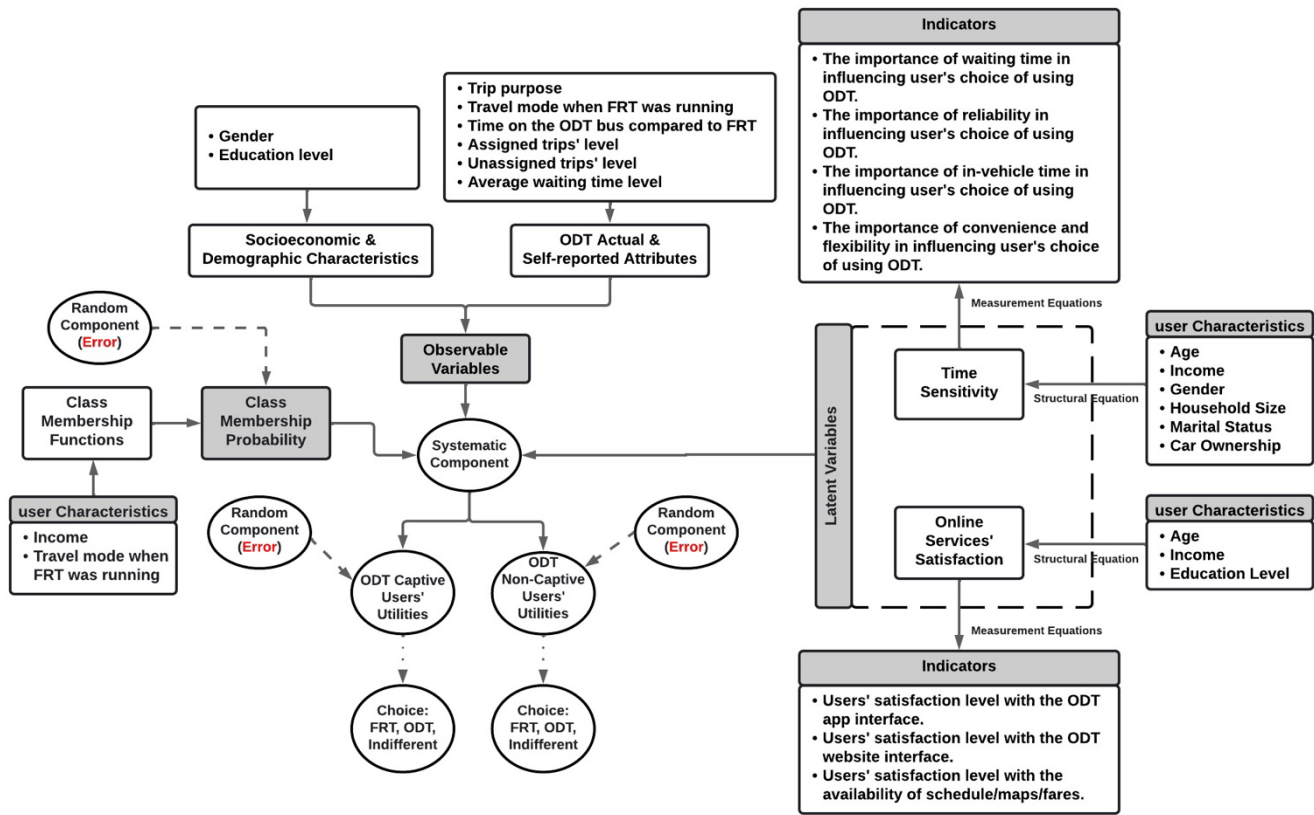 • Gender
• Education level
• Trip purpose
• Travel mode when FRT was running
• Time on the ODT bus compared to FRT
• Assigned trips' level
• Unassigned trips' level
• Average waiting time level
Socioeconomic &
Demographic Characteristics
ODT Actual &
Self-reported Attributes
Random
Component
(Error)
Observable
Variables
Class
Membership
Functions
Class
Membership
Probability
Systematic
Component
user Characteristics
• Income
• Travel mode when
FRT was running
Random
Component
(Error)
Random
Component
(Error)
ODT Captive
Users'
Utilities
ODT
Non-Captive
Users'
Utilities
Choice:
FRT, ODT,
Indifferent
Choice:
FRT, ODT,
Indifferent
Indicators
• The importance of waiting time in
influencing user's choice of using
ODT.
• The importance of reliability in
influencing user's choice of using
ODT.
• The importance of in-vehicle time in
influencing user's choice of using
ODT.
• The importance of convenience and
flexibility in influencing user's choice
of using ODT.
Measurement Equations
Latent Variables
Time
Sensitivity
Structural Equation
user Characteristics
• Age
• Income
• Gender
• Household Size
• Marital Status
• Car Ownership
Online
Services'
Satisfaction
Structural Equation
user Characteristics
• Age
• Income
• Education Level
Measurement Equations
Indicators
• Users' satisfaction level with the ODT
app interface.
• Users' satisfaction level with the ODT
website interface.
• Users' satisfaction level with the
availability of schedule/maps/fares.